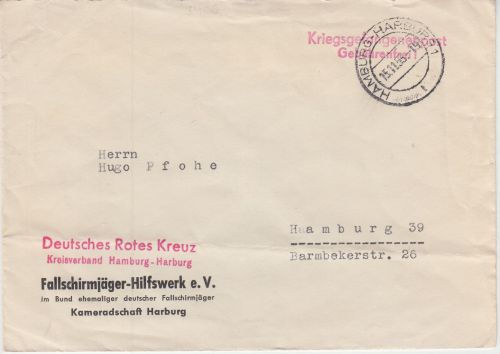 Kriegsgefangenenpost
Gebührenfrei!
HAMBURG-HARBURG 1
Herrn
Hugo Pfohe
Hamburg 39
Barmbekerstr. 26
Deutsches Rotes Kreuz
Kreisverband Hamburg-Harburg
Fallschirmjäger-Hilfswerk e. V.
im Bund ehemaliger deutscher Fallschirmjäger
Kameradschaft Harburg